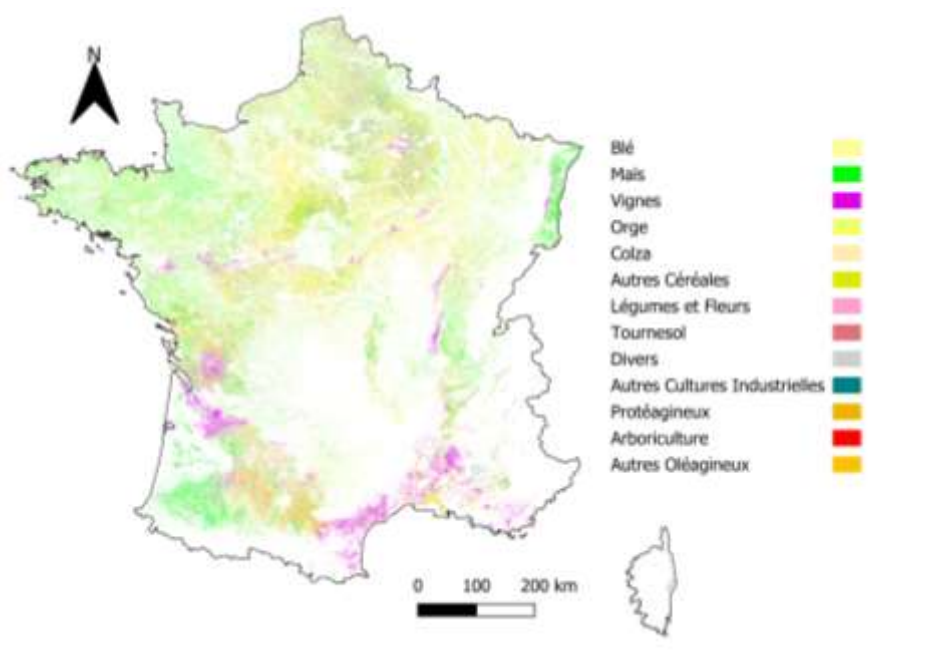 N
Blé
Maïs
Vignes
Orge
Colza
Autres Céréales
Légumes et Fleurs
Tournesol
Divers
Autres Cultures Industrielles
Protéagineux
Arboriculture
Autres Oléagineux
0 100 200 km